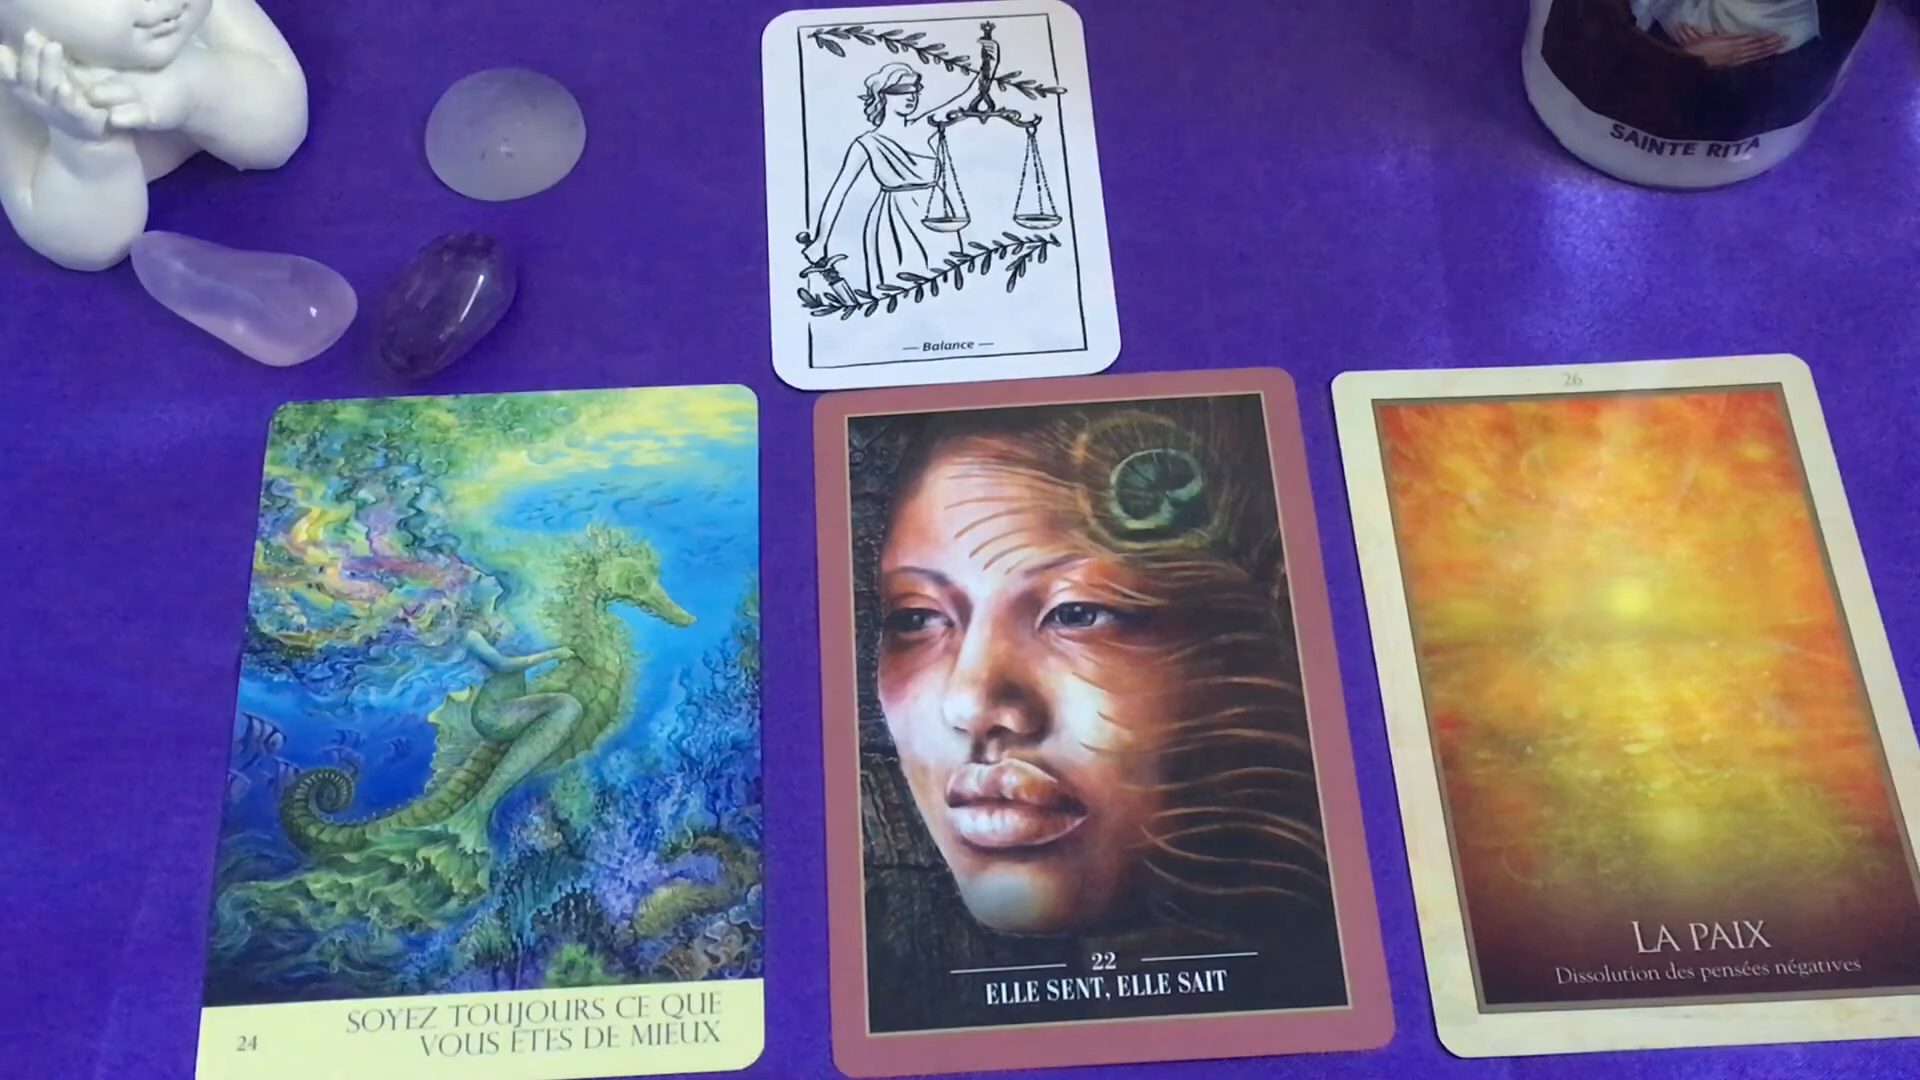 SAINTE RITA
— Balance —
26
24
SOYEZ TOUJOURS CE QUE
VOUS ÊTES DE MIEUX
22
ELLE SENT, ELLE SAIT
LA PAIX
Dissolution des pensées négatives